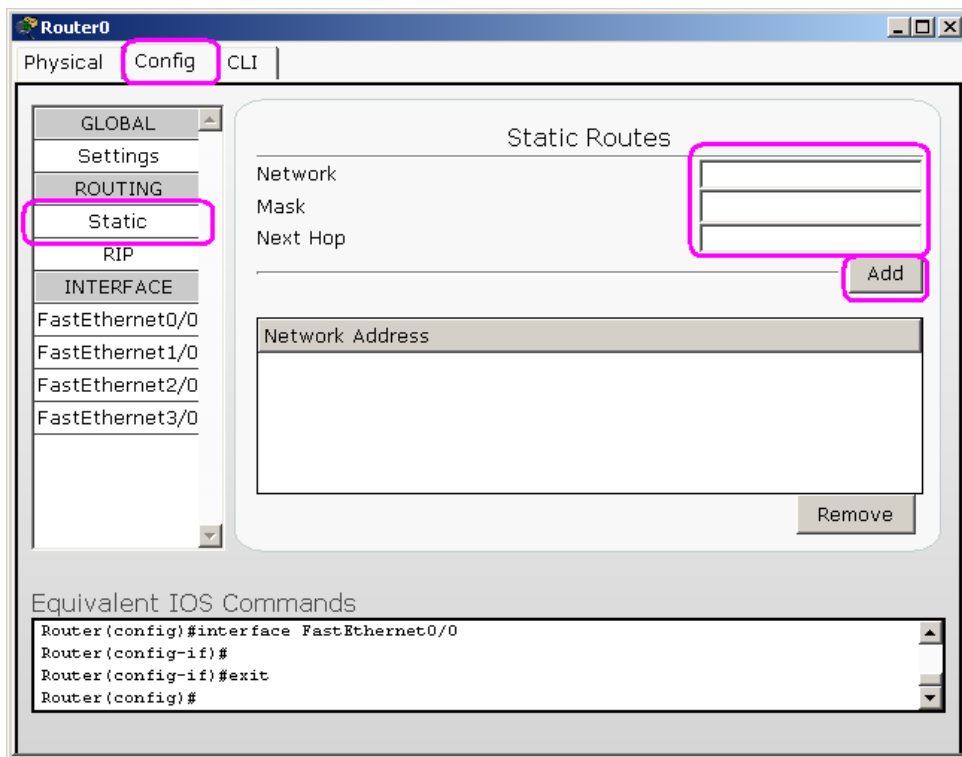 Router0
Physical Config CLI
GLOBAL
Settings
ROUTING
Static
RIP
INTERFACE
FastEthernet0/0
FastEthernet1/0
FastEthernet2/0
FastEthernet3/0
Static Routes
Network
Mask
Next Hop
Add
Network Address
Remove
Equivalent IOS Commands
Router(config)#interface FastEthernet0/0
Router(config-if)#
Router(config-if)#exit
Router(config)#